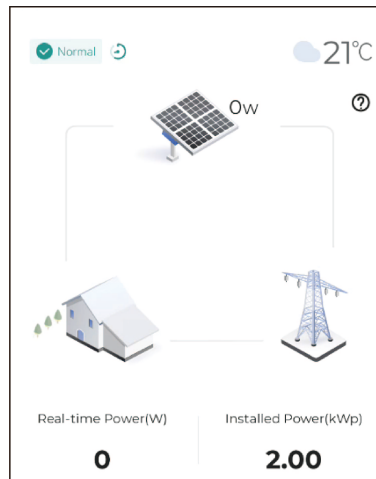 Normal
21°C
0w
Real-time Power(W)
Installed Power(kWp)
0
2.00